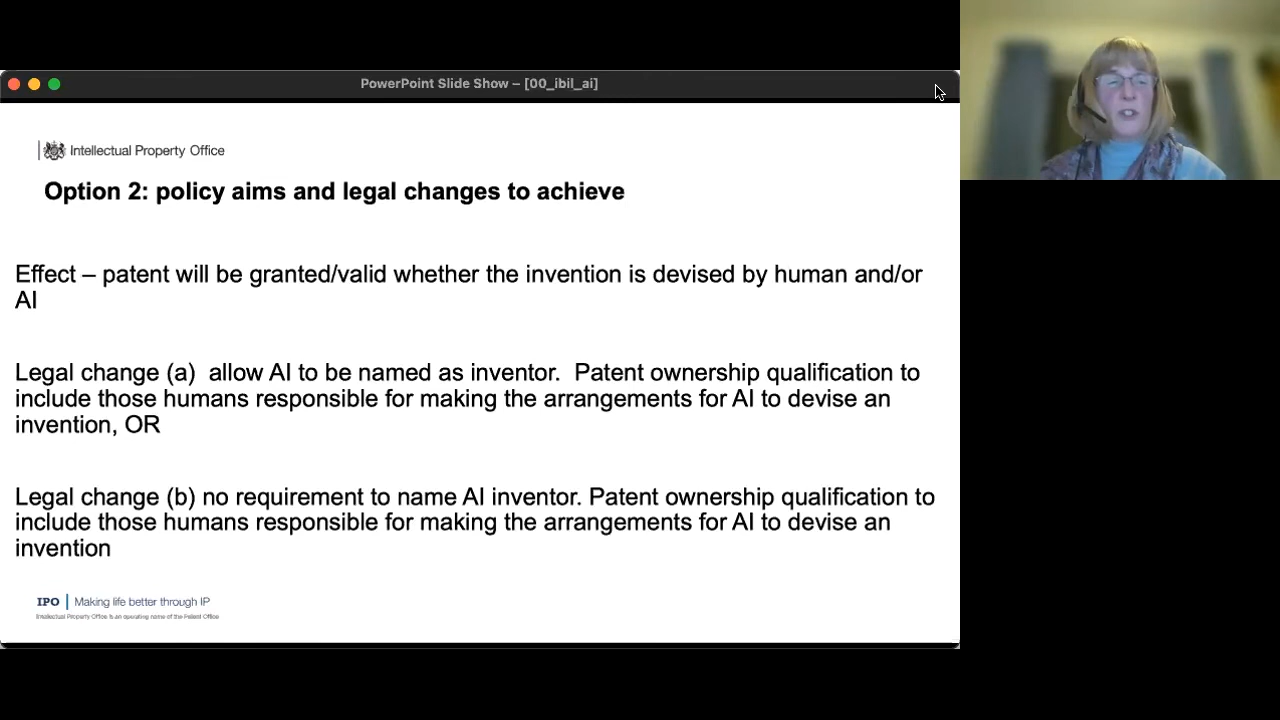 PowerPoint Slide Show – [00_ibil_ai]
Intellectual Property Office
Option 2: policy aims and legal changes to achieve
Effect – patent will be granted/valid whether the invention is devised by human and/or
AI
Legal change (a)  allow AI to be named as inventor.  Patent ownership qualification to
include those humans responsible for making the arrangements for AI to devise an
invention, OR
Legal change (b) no requirement to name AI inventor. Patent ownership qualification to
include those humans responsible for making the arrangements for AI to devise an
invention
IPO | Making life better through IP
Intellectual Property Office is an operating name of the Patent Office